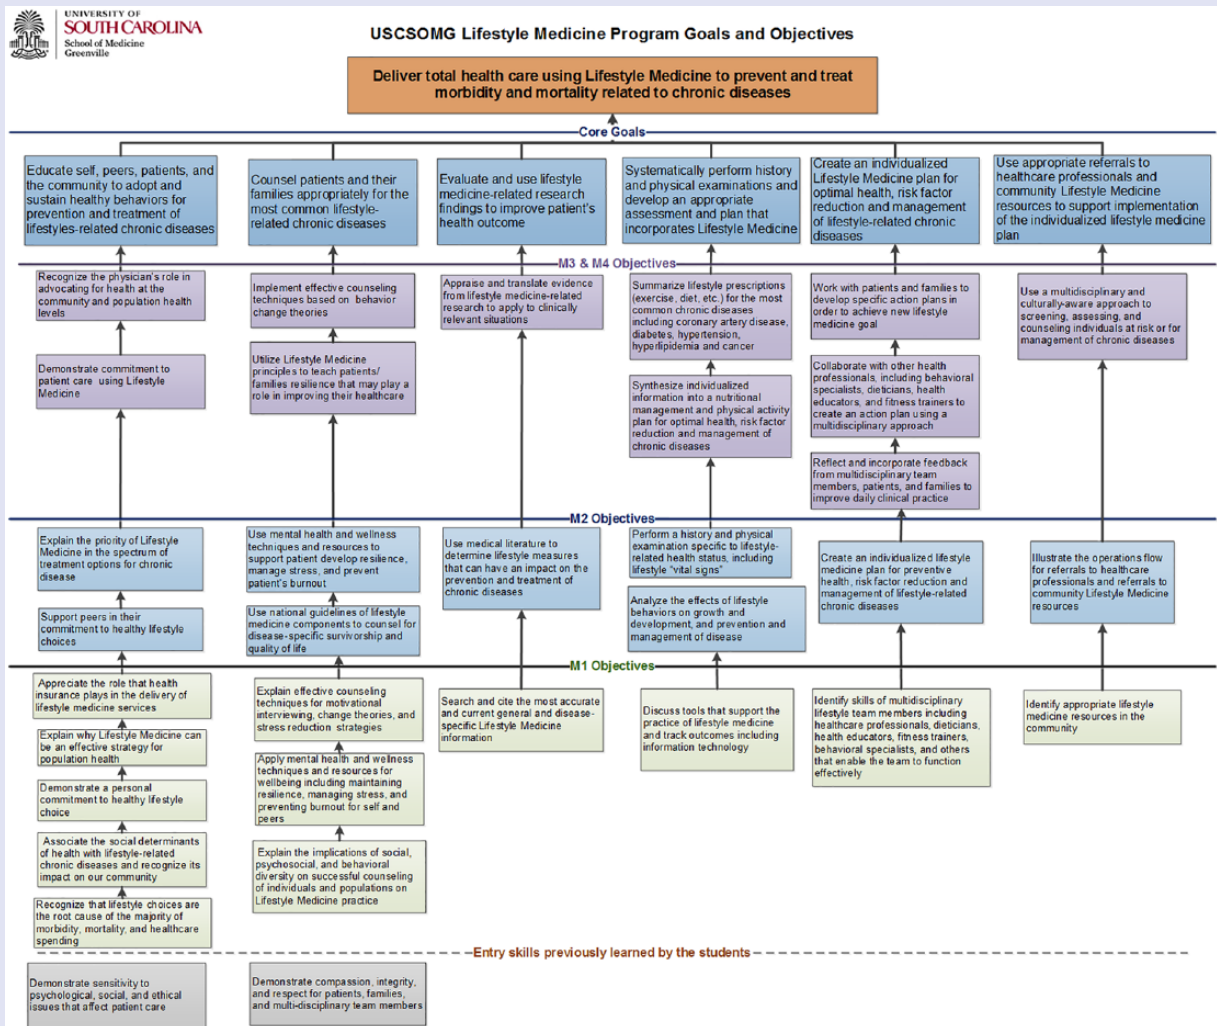 UNIVERSITY OF
SOUTH CAROLINA
School of Medicine
Greenville
USCSOMG Lifestyle Medicine Program Goals and Objectives
Deliver total health care using Lifestyle Medicine to prevent and treat
morbidity and mortality related to chronic diseases
Core Goals
Educate self, peers, patients, and
the community to adopt and
sustain healthy behaviors for
prevention and treatment of
lifestyles-related chronic diseases
Counsel patients and their
families appropriately for the
most common lifestyle-
related chronic diseases
Evaluate and use lifestyle
medicine-related research
findings to improve patient's
health outcome
Systematically perform history
and physical examinations and
develop an appropriate
assessment and plan that
incorporates Lifestyle Medicine
Create an individualized
Lifestyle Medicine plan for
optimal health, risk factor
reduction and management
of lifestyle-related chronic
diseases
Use appropriate referrals to
healthcare professionals and
community Lifestyle Medicine
resources to support implementation
of the individualized lifestyle medicine
plan
M3 & M4 Objectives
Recognize the physician's role in
advocating for health at the
community and population health
levels
Implement effective counseling
techniques based on behavior
change theories
Appraise and translate evidence
from lifestyle medicine-related
research to apply to clinically
relevant situations
Summarize lifestyle prescriptions
(exercise, diet, etc.) for the most
common chronic diseases
including coronary artery disease,
diabetes, hypertension,
hyperlipidemia and cancer
Work with patients and families to
develop specific action plans in
order to achieve new lifestyle
medicine goal
Use a multidisciplinary and
culturally-aware approach to
screening, assessing, and
counseling individuals at risk or for
management of chronic diseases
Demonstrate commitment to
patient care using Lifestyle
Medicine
Utilize Lifestyle Medicine
principles to teach patients/
families resilience that may play a
role in improving their healthcare
Synthesize individualized
information into a nutritional
management and physical activity
plan for optimal health, risk factor
reduction and management of
chronic diseases
Collaborate with other health
professionals, including behavioral
specialists, dieticians, health
educators, and fitness trainers to
create an action plan using a
multidisciplinary approach
Reflect and incorporate feedback
from multidisciplinary team
members, patients, and families to
improve daily clinical practice
M2 Objectives
Explain the priority of Lifestyle
Medicine in the spectrum of
treatment options for chronic
disease
Use mental health and wellness
techniques and resources to
support patient develop resilience,
manage stress, and prevent
patient's burnout
Use medical literature to
determine lifestyle measures
that can have an impact on the
prevention and treatment of
chronic diseases
Perform a history and physical
examination specific to lifestyle-
related health status, including
lifestyle "vital signs"
Create an individualized lifestyle
medicine plan for preventive
health, risk factor reduction and
management of lifestyle-related
chronic diseases
Illustrate the operations flow
for referrals to healthcare
professionals and referrals to
community Lifestyle Medicine
resources
Support peers in their
commitment to healthy lifestyle
choices
Use national guidelines of lifestyle
medicine components to counsel for
disease-specific survivorship and
quality of life
Analyze the effects of lifestyle
behaviors on growth and
development, and prevention and
management of disease
M1 Objectives
Appreciate the role that health
insurance plays in the delivery of
lifestyle medicine services
Explain effective counseling
techniques for motivational
interviewing, change theories, and
stress reduction strategies
Search and cite the most accurate
and current general and disease-
specific Lifestyle Medicine
information
Discuss tools that support the
practice of lifestyle medicine
and track outcomes including
information technology
Identify skills of multidisciplinary
lifestyle team members including
healthcare professionals, dieticians,
health educators, fitness trainers,
behavioral specialists, and others
that enable the team to function
effectively
Identify appropriate lifestyle
medicine resources in the
community
Explain why Lifestyle Medicine can
be an effective strategy for
population health
Apply mental health and wellness
techniques and resources for
wellbeing including maintaining
resilience, managing stress, and
preventing burnout for self and
peers
Demonstrate a personal
commitment to healthy lifestyle
choice
Associate the social determinants
of health with lifestyle-related
chronic diseases and recognize its
impact on our community
Explain the implications of social,
psychosocial, and behavioral
diversity on successful counseling
of individuals and populations on
Lifestyle Medicine practice
Recognize that lifestyle choices are
the root cause of the majority of
morbidity, mortality, and healthcare
spending
Entry skills previously learned by the students
Demonstrate sensitivity to
psychological, social, and ethical
issues that affect patient care
Demonstrate compassion, integrity,
and respect for patients, families,
and multi-disciplinary team members